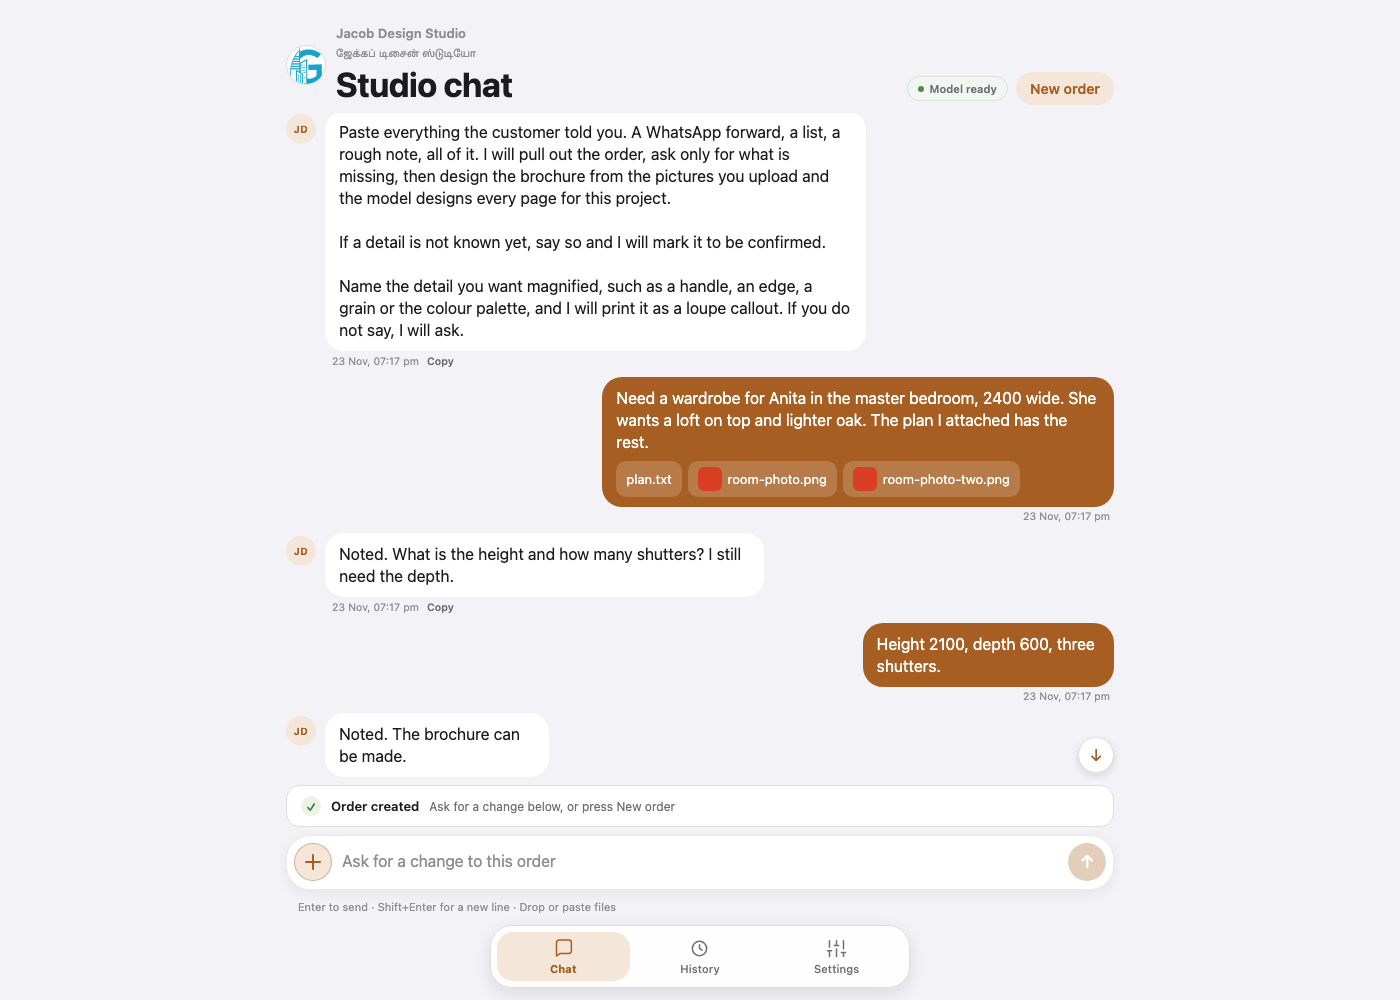 Jacob Design Studio
ஜேக்கப் டிசைன் ஸ்டுடியோ
Studio chat
Model ready
New order
JD
Paste everything the customer told you. A WhatsApp forward, a list, a
rough note, all of it. I will pull out the order, ask only for what is
missing, then design the brochure from the pictures you upload and
the model designs every page for this project.
If a detail is not known yet, say so and I will mark it to be confirmed.
Name the detail you want magnified, such as a handle, an edge, a
grain or the colour palette, and I will print it as a loupe callout. If you do
not say, I will ask.
23 Nov, 07:17 pm Copy
Need a wardrobe for Anita in the master bedroom, 2400 wide. She
wants a loft on top and lighter oak. The plan I attached has the
rest.
plan.txt room-photo.png room-photo-two.png
23 Nov, 07:17 pm
JD
Noted. What is the height and how many shutters? I still
need the depth.
23 Nov, 07:17 pm Copy
Height 2100, depth 600, three
shutters.
23 Nov, 07:17 pm
JD
Noted. The brochure can
be made.
Order created Ask for a change below, or press New order
Ask for a change to this order
Enter to send · Shift+Enter for a new line · Drop or paste files
Chat History Settings